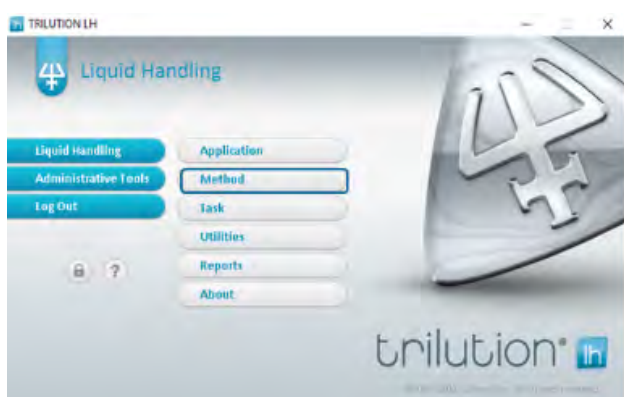 TRILUTION LH
Liquid Handling
Liquid Handling
Administrative Tools
Log Out
Application
Method
Task
Utilities
Reports
About
?
trilution® lh